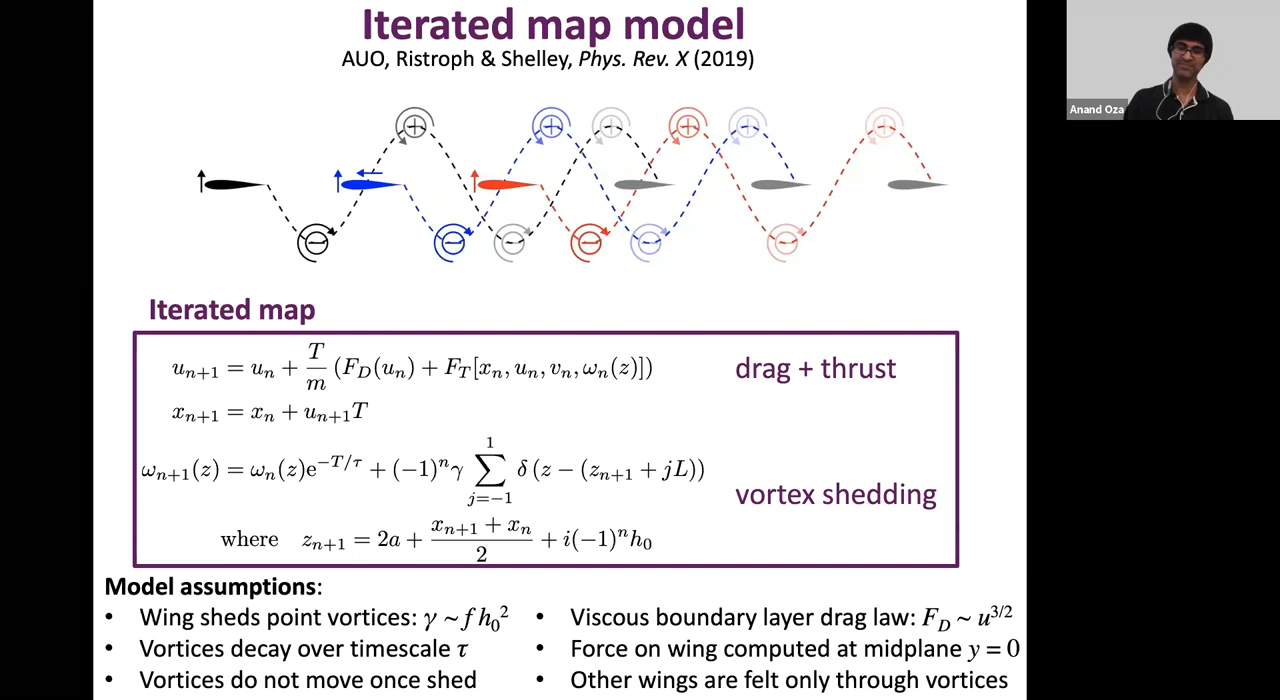 Iterated map model
AUO, Ristroph & Shelley, Phys. Rev. X (2019)
Anand Oza
+ + + + + +
− − − − − −
Iterated map
u_{n+1} = u_n + \frac{T}{m} (F_D(u_n) + F_T[x_n, u_n, v_n, ω_n(z)])
drag + thrust
x_{n+1} = x_n + u_{n+1}T
ω_{n+1}(z) = ω_n(z)e^{−T/τ} + (−1)^n γ \sum_{j=−1}^{1} δ (z − (z_{n+1} + jL))
vortex shedding
where z_{n+1} = 2a + \frac{x_{n+1} + x_n}{2} + i(−1)^n h_0
Model assumptions:
• Wing sheds point vortices: γ ~ f h_0^2
• Vortices decay over timescale τ
• Vortices do not move once shed
• Viscous boundary layer drag law: F_D ~ u^{3/2}
• Force on wing computed at midplane y = 0
• Other wings are felt only through vortices